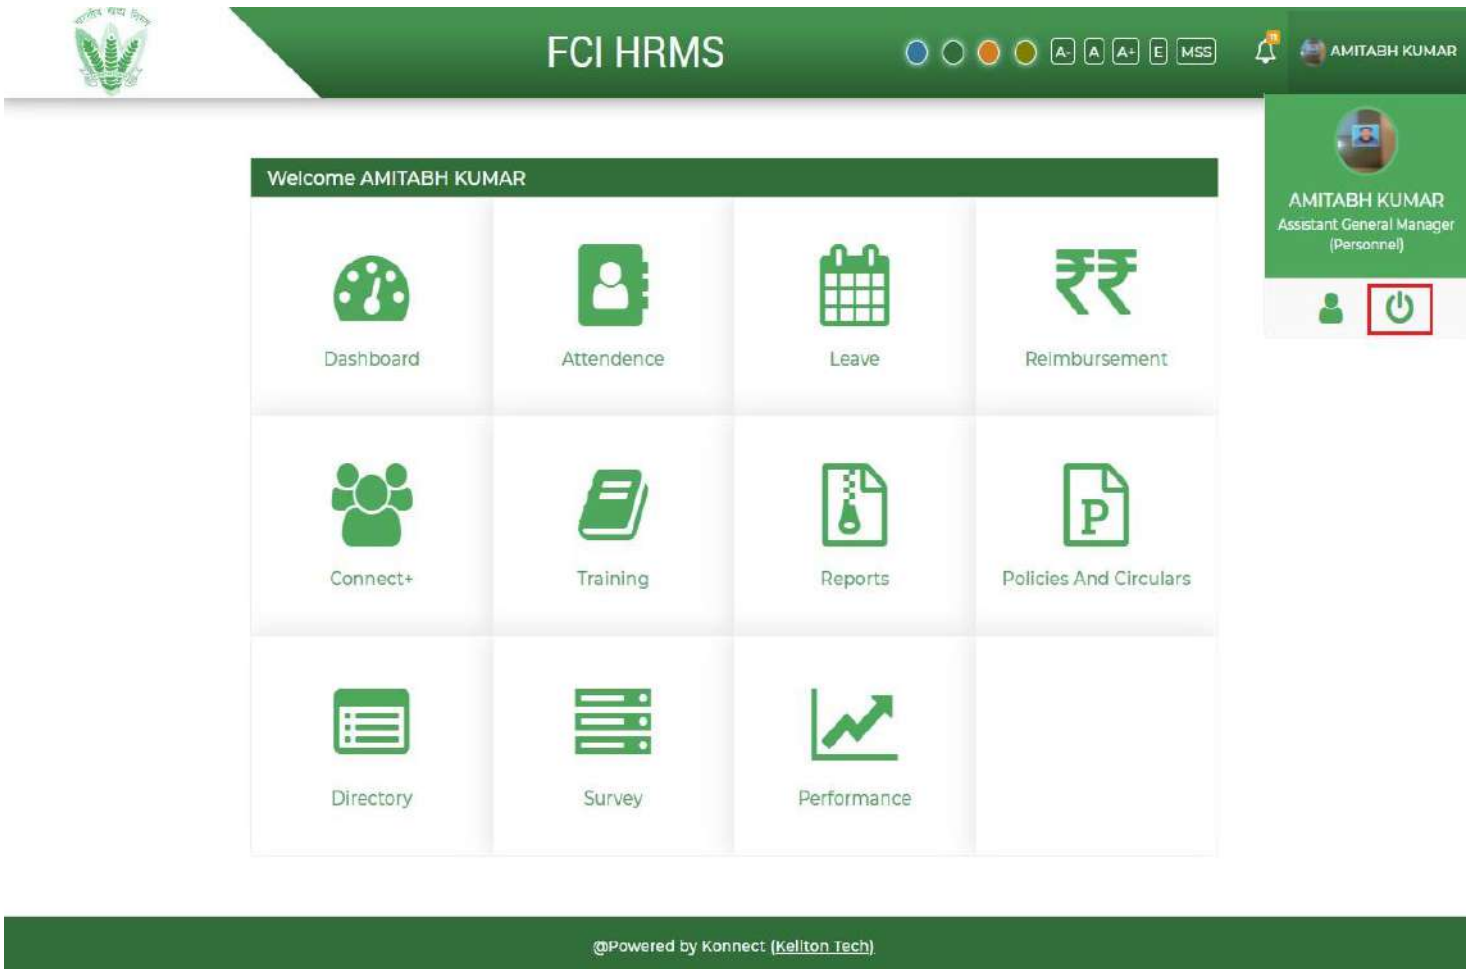 FCI HRMS
A- A A+ E MSS
AMITABH KUMAR
AMITABH KUMAR
Assistant General Manager
(Personnel)
Welcome AMITABH KUMAR
Dashboard
Attendence
Leave
Reimbursement
Connect+
Training
Reports
P
Policies And Circulars
Directory
Survey
Performance
@Powered by Konnect (Kellton Tech)